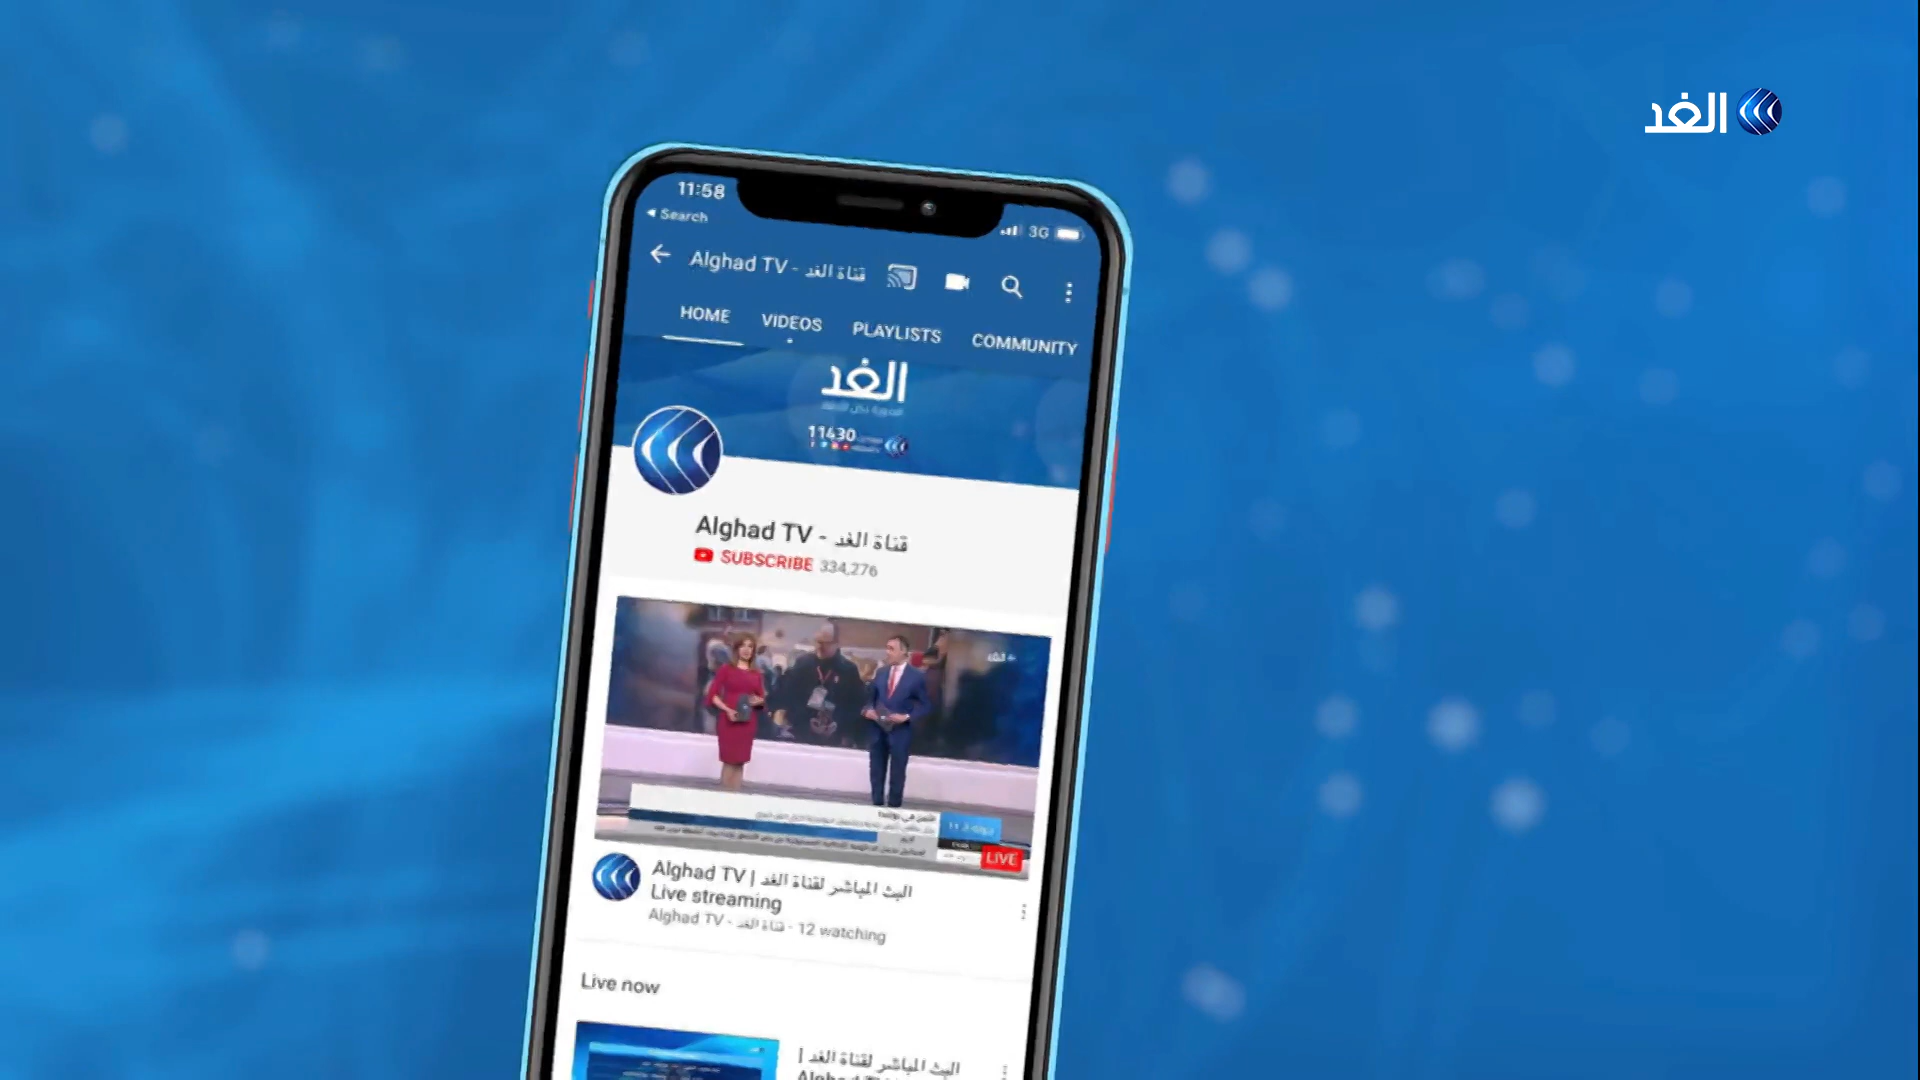 الغد
11:58
Search
3G
Alghad TV - قناة الغد
HOME VIDEOS PLAYLISTS COMMUNITY
الغد
11430
Alghad TV - قناة الغد
SUBSCRIBE 334,276
الغد
LIVE
Alghad TV | البث المباشر لقناة الغد
Live streaming
Alghad TV - قناة الغد - 12 watching
Live now
البث المباشر لقناة الغد |